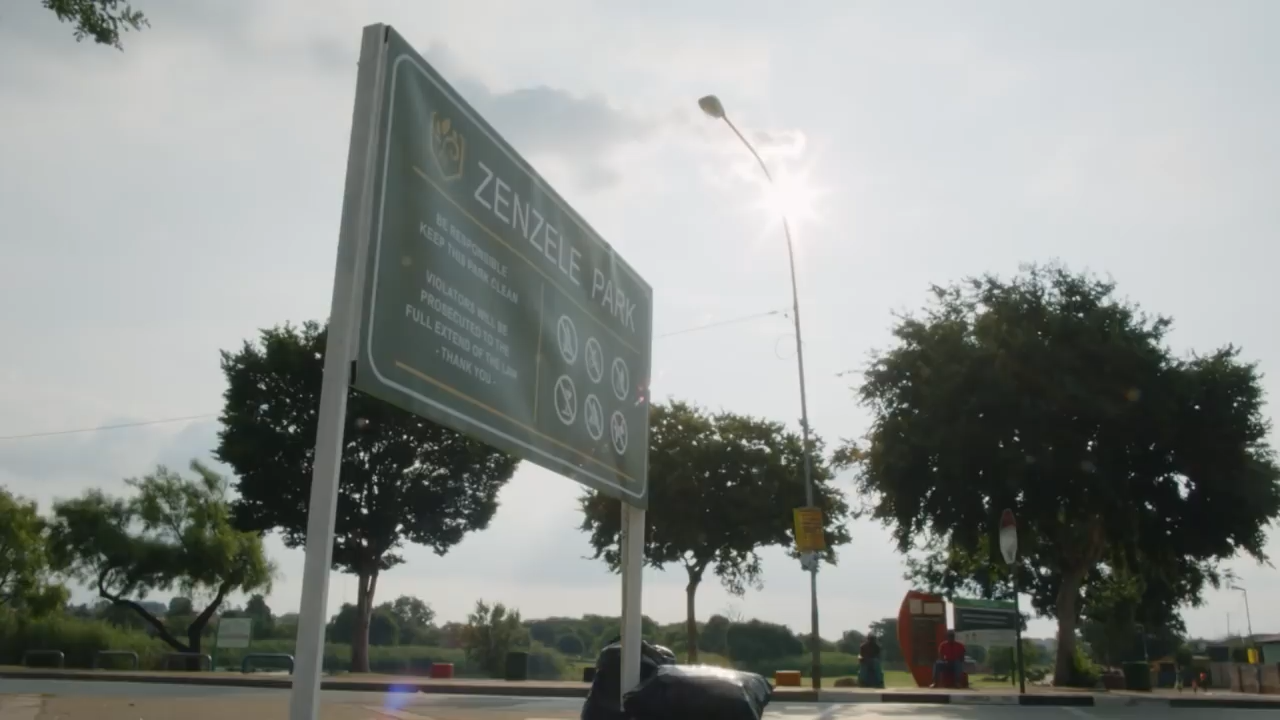 ZENZELE PARK
BE RESPONSIBLE
KEEP THIS PARK CLEAN
VIOLATORS WILL BE
PROSECUTED TO THE
FULL EXTEND OF THE LAW
- THANK YOU -